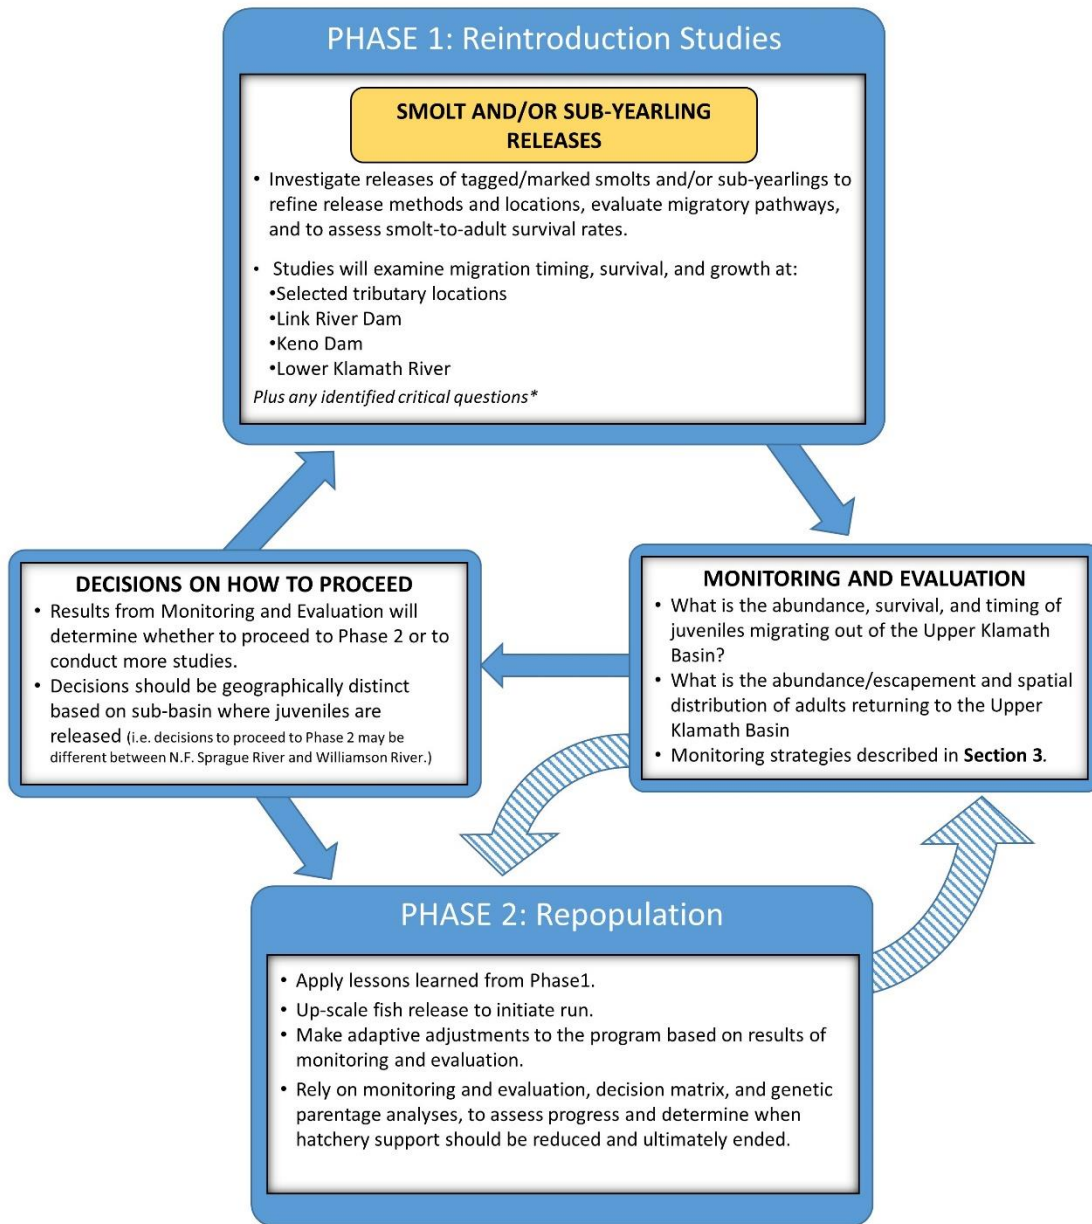 PHASE 1: Reintroduction Studies
SMOLT AND/OR SUB-YEARLING
RELEASES
• Investigate releases of tagged/marked smolts and/or sub-yearlings to
refine release methods and locations, evaluate migratory pathways,
and to assess smolt-to-adult survival rates.
• Studies will examine migration timing, survival, and growth at:
•Selected tributary locations
•Link River Dam
•Keno Dam
•Lower Klamath River
Plus any identified critical questions*
DECISIONS ON HOW TO PROCEED
• Results from Monitoring and Evaluation will
determine whether to proceed to Phase 2 or to
conduct more studies.
• Decisions should be geographically distinct
based on sub-basin where juveniles are
released (i.e. decisions to proceed to Phase 2 may be
different between N.F. Sprague River and Williamson River.)
MONITORING AND EVALUATION
• What is the abundance, survival, and timing of
juveniles migrating out of the Upper Klamath
Basin?
• What is the abundance/escapement and spatial
distribution of adults returning to the Upper
Klamath Basin
• Monitoring strategies described in Section 3.
PHASE 2: Repopulation
• Apply lessons learned from Phase1.
• Up-scale fish release to initiate run.
• Make adaptive adjustments to the program based on results of
monitoring and evaluation.
• Rely on monitoring and evaluation, decision matrix, and genetic
parentage analyses, to assess progress and determine when
hatchery support should be reduced and ultimately ended.